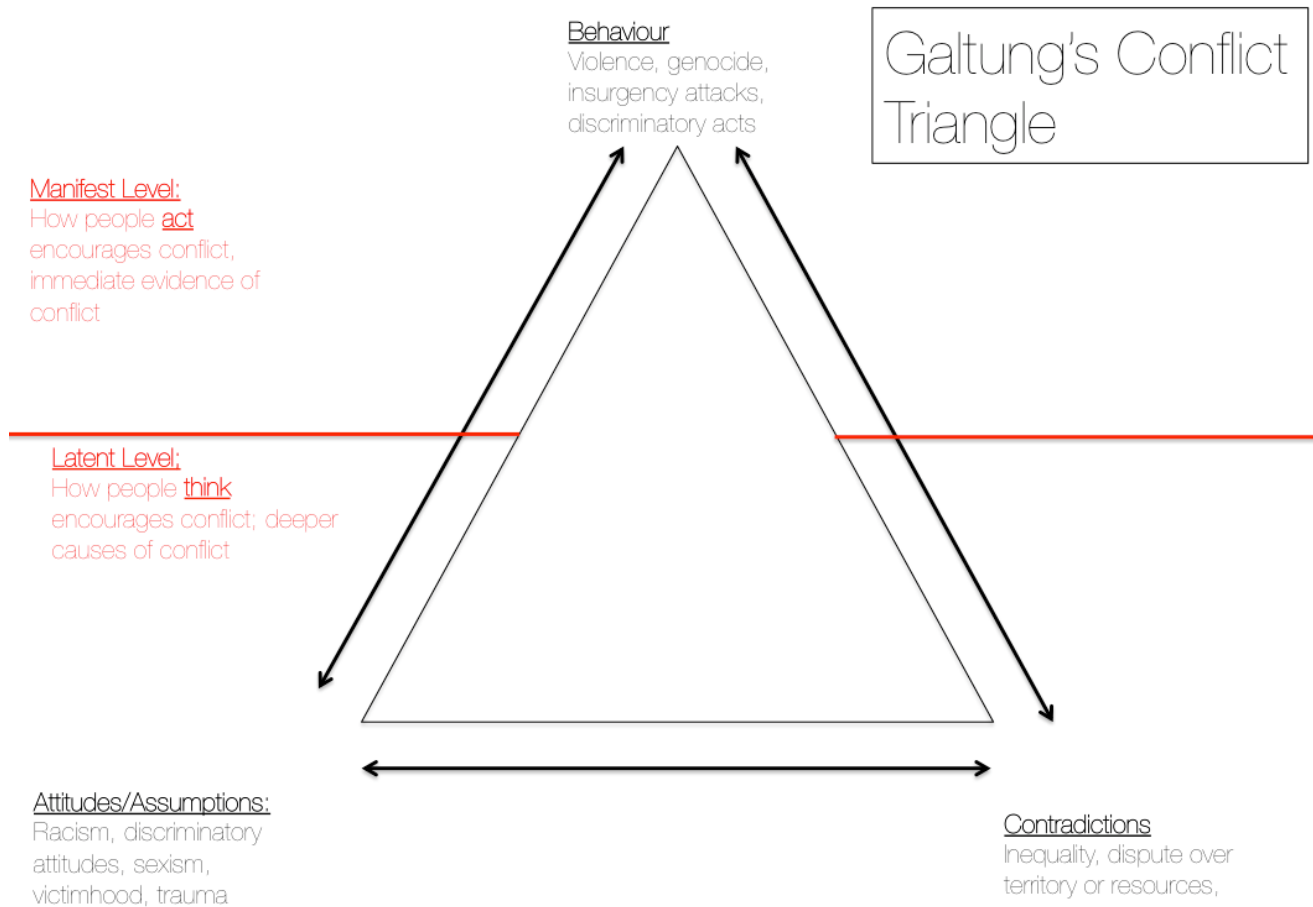 Behaviour
Violence, genocide,
insurgency attacks,
discriminatory acts
Galtung's Conflict
Triangle
Manifest Level:
How people act
encourages conflict,
immediate evidence of
conflict
Latent Level;
How people think
encourages conflict; deeper
causes of conflict
Attitudes/Assumptions:
Racism, discriminatory
attitudes, sexism,
victimhood, trauma
Contradictions
Inequality, dispute over
territory or resources,